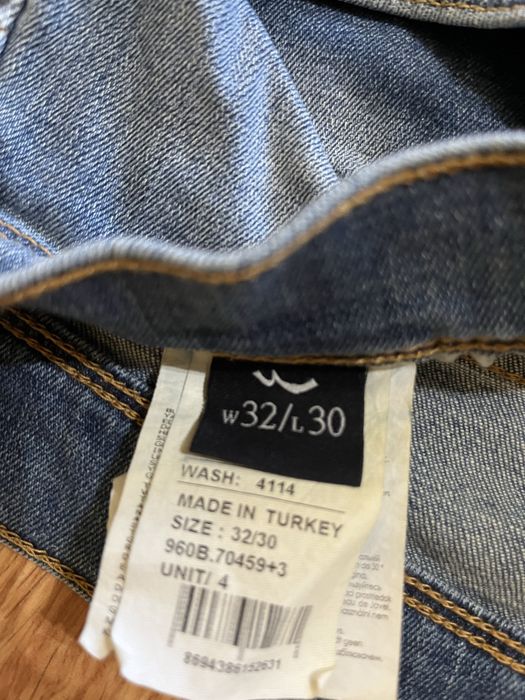 W32/L30
WASH: 4114
MADE IN TURKEY
SIZE : 32/30
960B.70459+3
UNIT/ 4
8694386152631